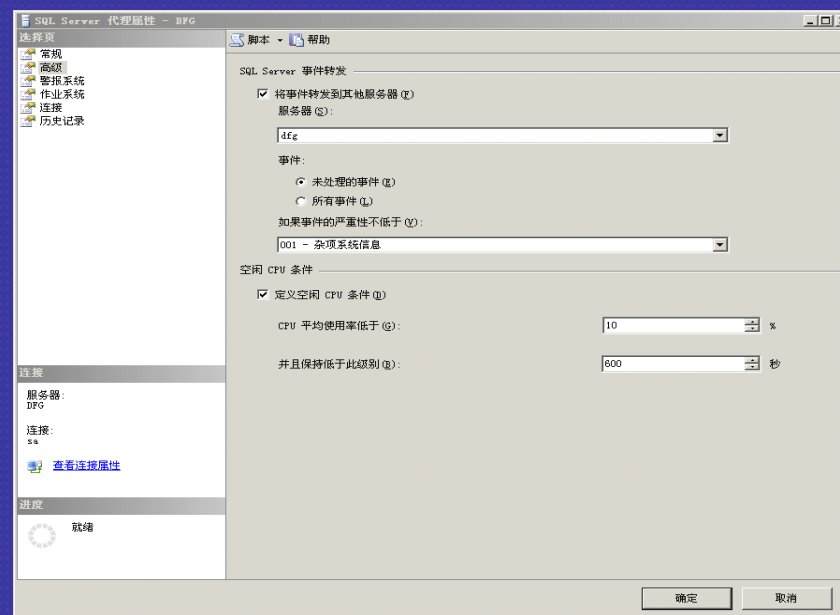 SQL Server 代理属性 - DFG
选择页
常规
高级
警报系统
作业系统
连接
历史记录
连接
服务器:
DFG
连接:
sa
查看连接属性
进度
就绪
脚本
帮助
SQL Server 事件转发
将事件转发到其他服务器(F)
服务器(S):
dfg
事件:
未处理的事件(E)
所有事件(L)
如果事件的严重性不低于(V):
001 - 杂项系统信息
空闲 CPU 条件
定义空闲 CPU 条件(D)
CPU 平均使用率低于(G):
10 %
并且保持低于此级别(B):
600 秒
确定
取消